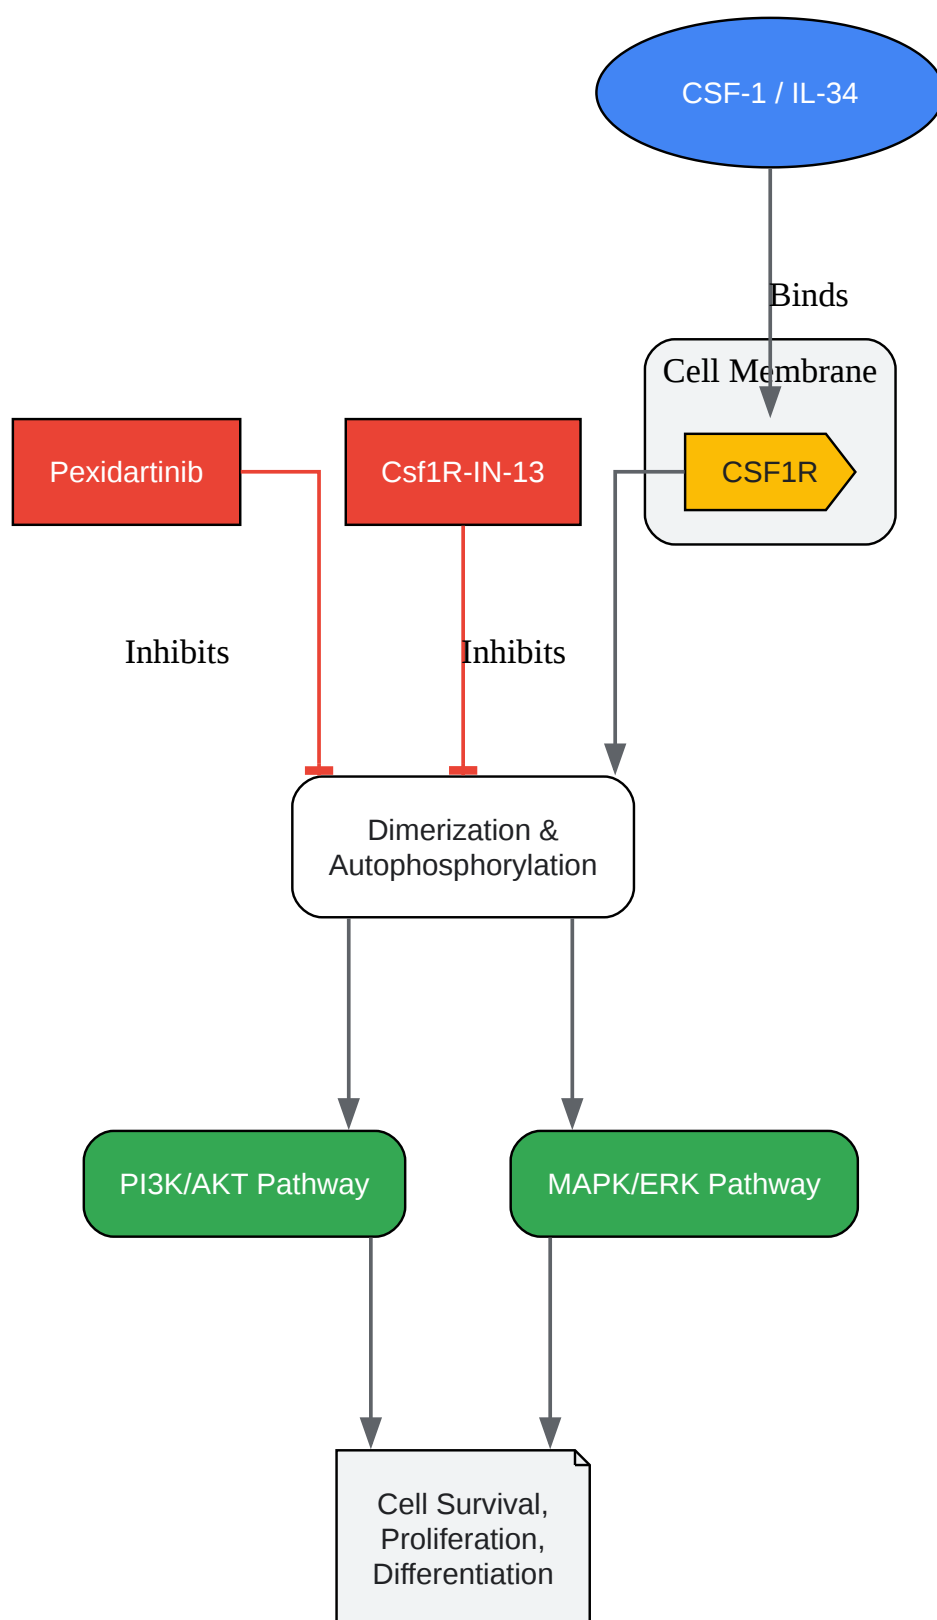 CSF-1 / IL-34
Binds
Cell Membrane
Pexidartinib
Csf1R-IN-13
CSF1R
Inhibits
Inhibits
Dimerization &
Autophosphorylation
PI3K/AKT Pathway
MAPK/ERK Pathway
Cell Survival,
Proliferation,
Differentiation